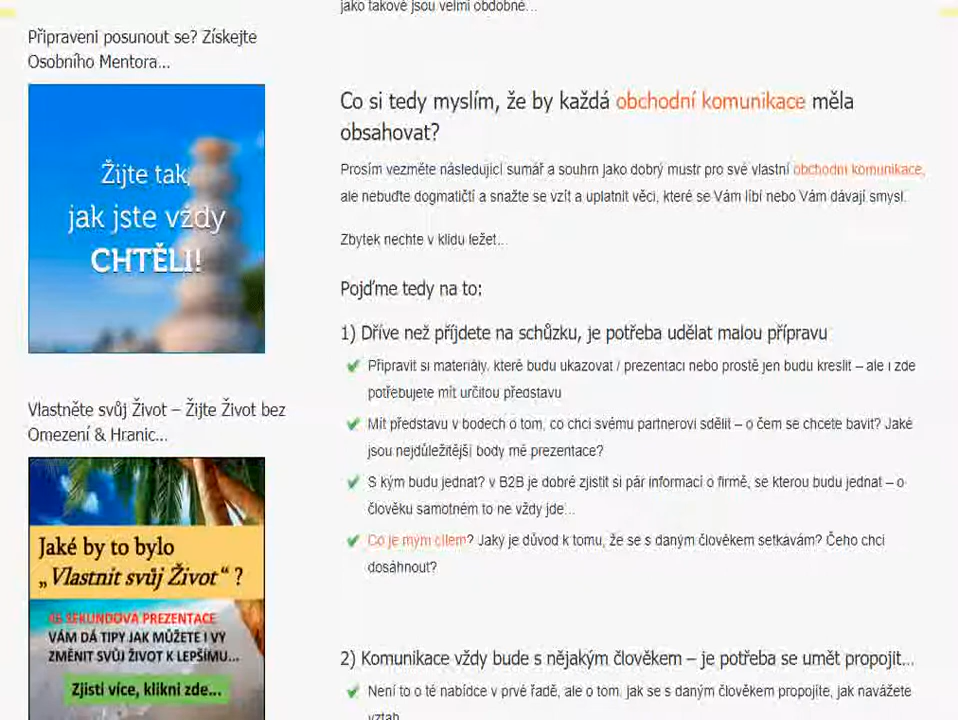 Připraveni posunout se? Získejte
Osobního Mentora...
Žijte tak,
jak jste vždy
CHTĚLI!
Vlastněte svůj Život – Žijte Život bez
Omezení & Hranic...
Jaké by to bylo
„Vlastnit svůj Život“ ?
SEKUNDOVÁ PREZENTACE
VÁM DÁ TIPY JAK MŮŽETE I VY
ZMĚNIT SVŮJ ŽIVOT K LEPŠÍMU...
Zjisti více, klikni zde...
jako takové jsou velmi obdobné...
Co si tedy myslím, že by každá obchodní komunikace měla
obsahovat?
Prosím vezměte následující sumář a souhrn jako dobrý mustr pro své vlastní obchodní komunikace,
ale nebuďte dogmatičtí a snažte se vzít a uplatnit věci, které se Vám líbí nebo Vám dávají smysl.
Zbytek nechte v klidu ležet...
Pojďme tedy na to:
1) Dříve než příjdete na schůzku, je potřeba udělat malou přípravu
Připravit si materiály, které budu ukazovat / prezentaci nebo prostě jen budu kreslit – ale i zde
potřebujete mít určitou představu
Mít představu v bodech o tom, co chci svému partnerovi sdělit – o čem se chcete bavit? Jaké
jsou nejdůležitější body mé prezentace?
S kým budu jednat? v B2B je dobré zjistit si pár informací o firmě, se kterou budu jednat – o
člověku samotném to ne vždy jde...
Co je mým cílem? Jaký je důvod k tomu, že se s daným člověkem setkávám? Čeho chci
dosáhnout?
2) Komunikace vždy bude s nějakým člověkem – je potřeba se umět propojit...
Není to o té nabídce v prvé řadě, ale o tom, jak se s daným člověkem propojíte, jak navážete
vztah